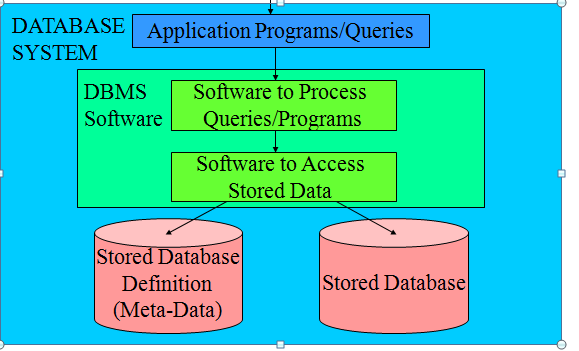 DATABASE
SYSTEM
Application Programs/Queries
DBMS
Software
Software to Process
Queries/Programs
Software to Access
Stored Data
Stored Database
Definition
(Meta-Data)
Stored Database